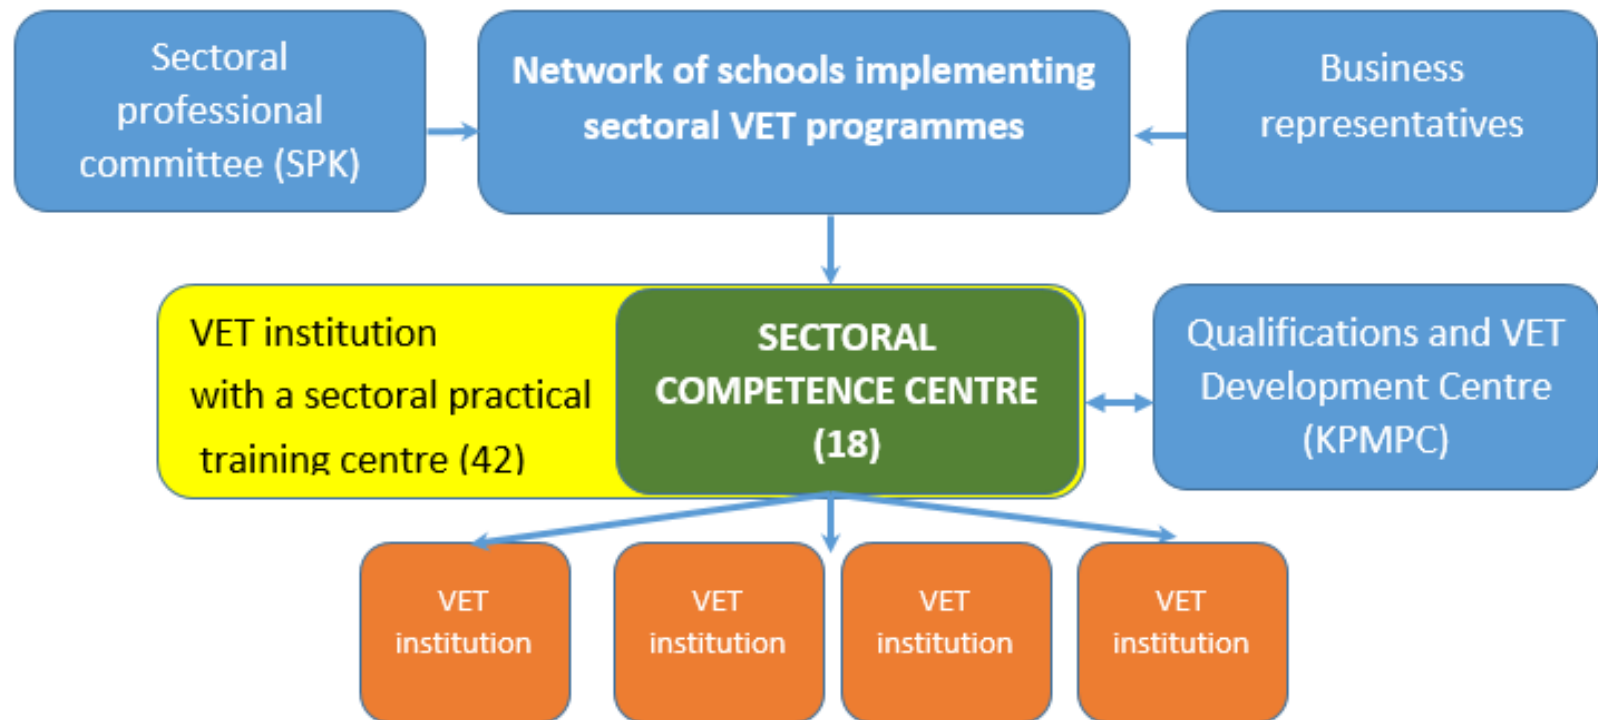 Sectoral
professional
committee (SPK)
Network of schools implementing
sectoral VET programmes
Business
representatives
VET institution
with a sectoral practical
training centre (42)
SECTORAL
COMPETENCE CENTRE
(18)
Qualifications and VET
Development Centre
(KPMPC)
VET
institution
VET
institution
VET
institution
VET
institution